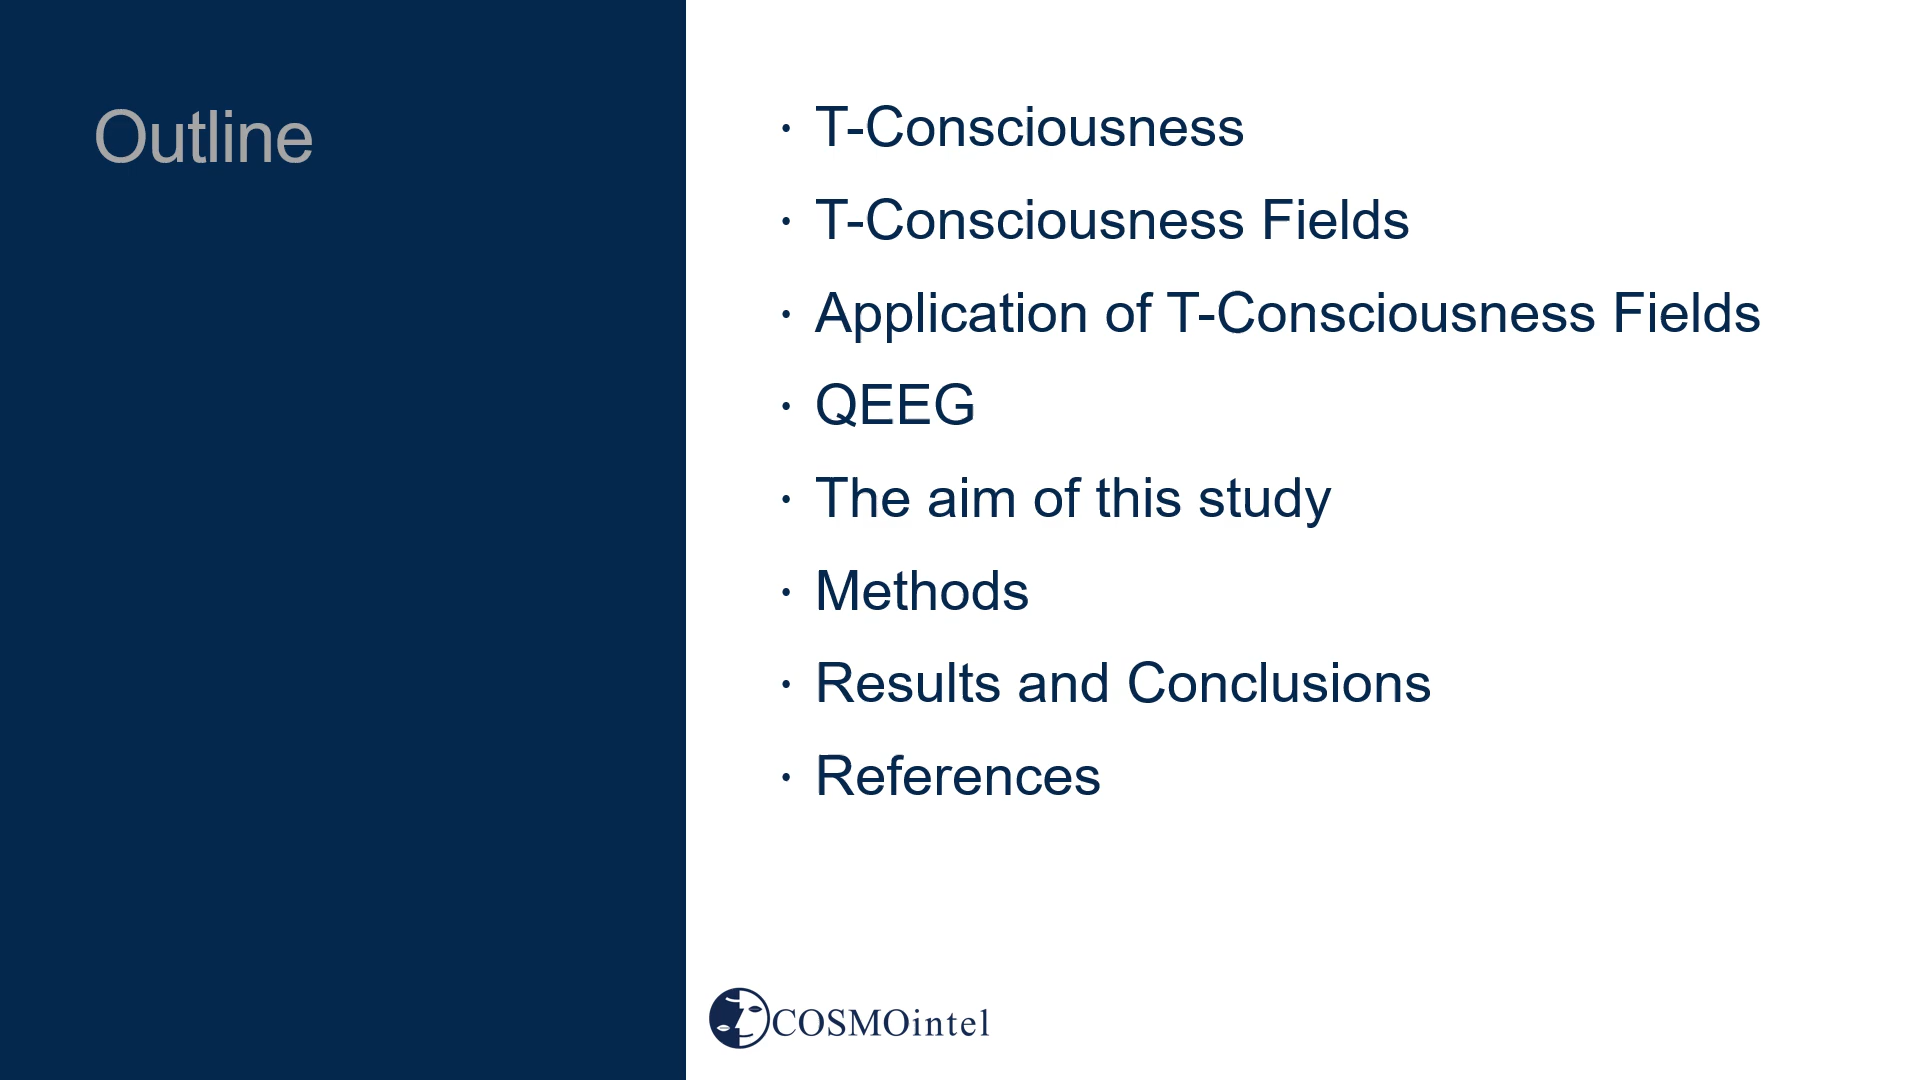 Outline
· T-Consciousness
· T-Consciousness Fields
· Application of T-Consciousness Fields
· QEEG
· The aim of this study
· Methods
· Results and Conclusions
· References
COSMOintel